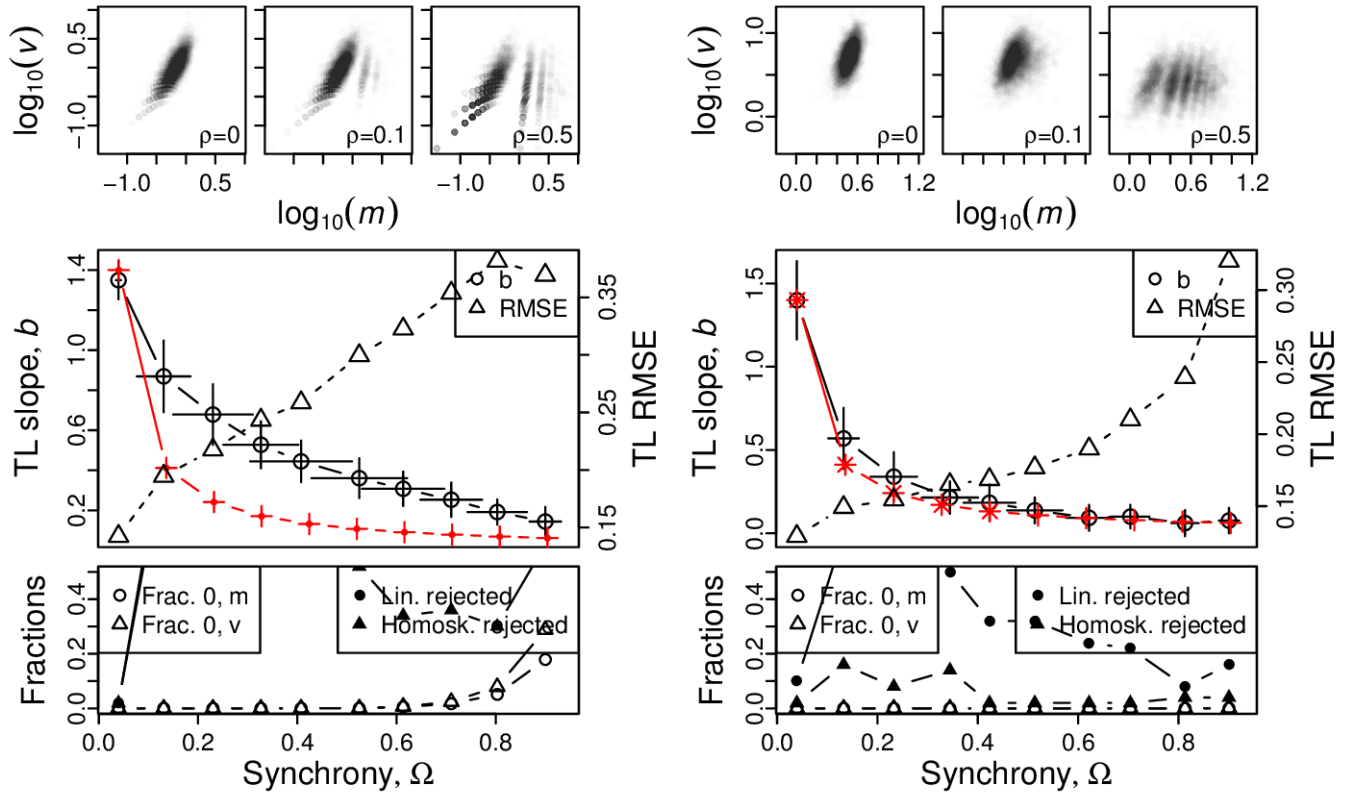 log10(v)
0.5
−1.0
ρ=0
ρ=0.1
ρ=0.5
−1.0
0.5
−1.0
0.5
log10(m)
log10(v)
1.0
0.0
ρ=0
ρ=0.1
ρ=0.5
0.0
0.6
1.2
0.0
0.6
1.2
log10(m)
TL slope, b
1.4
1.0
0.6
0.2
b
RMSE
0.35
0.25
0.15
TL RMSE
TL slope, b
1.5
1.0
0.5
0.0
b
RMSE
0.30
0.25
0.20
0.15
TL RMSE
Fractions
0.4
0.2
0.0
Frac. 0, m
Frac. 0, v
Lin. rejected
Homosk. rejected
0.0
0.2
0.4
0.6
0.8
Synchrony, Ω
Fractions
0.4
0.2
0.0
Frac. 0, m
Frac. 0, v
Lin. rejected
Homosk. rejected
0.0
0.2
0.4
0.6
0.8
Synchrony, Ω